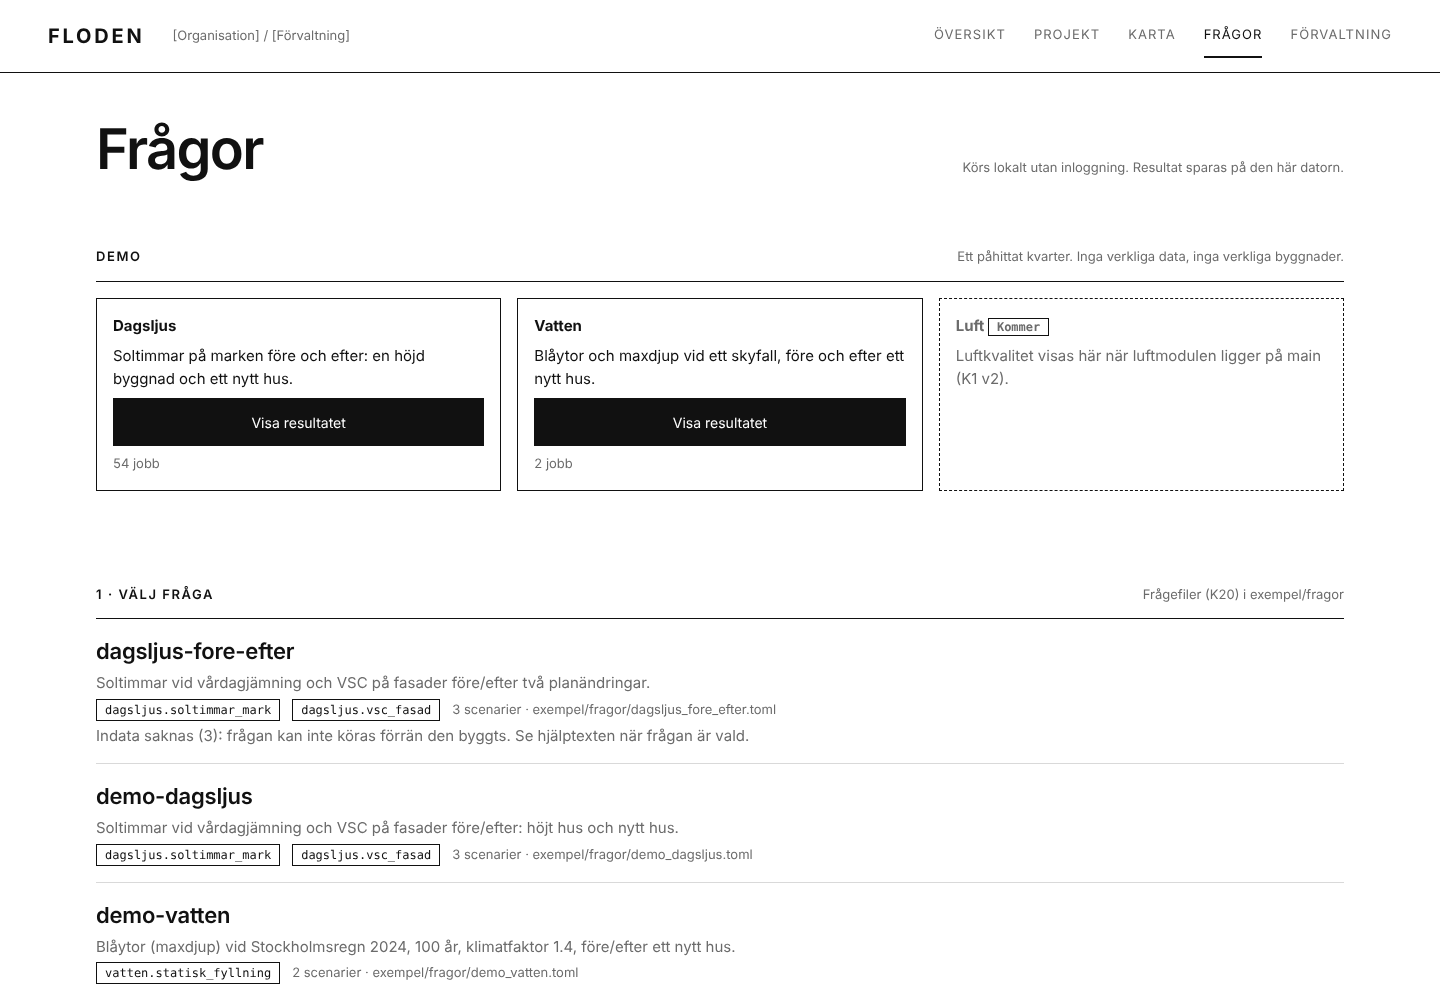 FLODEN
[Organisation] / [Förvaltning]
ÖVERSIKT
PROJEKT
KARTA
FRÅGOR
FÖRVALTNING
Frågor
Körs lokalt utan inloggning. Resultat sparas på den här datorn.
DEMO
Ett påhittat kvarter. Inga verkliga data, inga verkliga byggnader.
Dagsljus
Soltimmar på marken före och efter: en höjd
byggnad och ett nytt hus.
Visa resultatet
54 jobb
Vatten
Blåytor och maxdjup vid ett skyfall, före och efter ett
nytt hus.
Visa resultatet
2 jobb
Luft Kommer
Luftkvalitet visas här när luftmodulen ligger på main
(K1 v2).
1 · VÄLJ FRÅGA
Frågefiler (K20) i exempel/fragor
dagsljus-fore-efter
Soltimmar vid vårdagjämning och VSC på fasader före/efter två planändringar.
dagsljus.soltimmar_mark dagsljus.vsc_fasad 3 scenarier · exempel/fragor/dagsljus_fore_efter.toml
Indata saknas (3): frågan kan inte köras förrän den byggts. Se hjälptexten när frågan är vald.
demo-dagsljus
Soltimmar vid vårdagjämning och VSC på fasader före/efter: höjt hus och nytt hus.
dagsljus.soltimmar_mark dagsljus.vsc_fasad 3 scenarier · exempel/fragor/demo_dagsljus.toml
demo-vatten
Blåytor (maxdjup) vid Stockholmsregn 2024, 100 år, klimatfaktor 1.4, före/efter ett nytt hus.
vatten.statisk_fyllning 2 scenarier · exempel/fragor/demo_vatten.toml